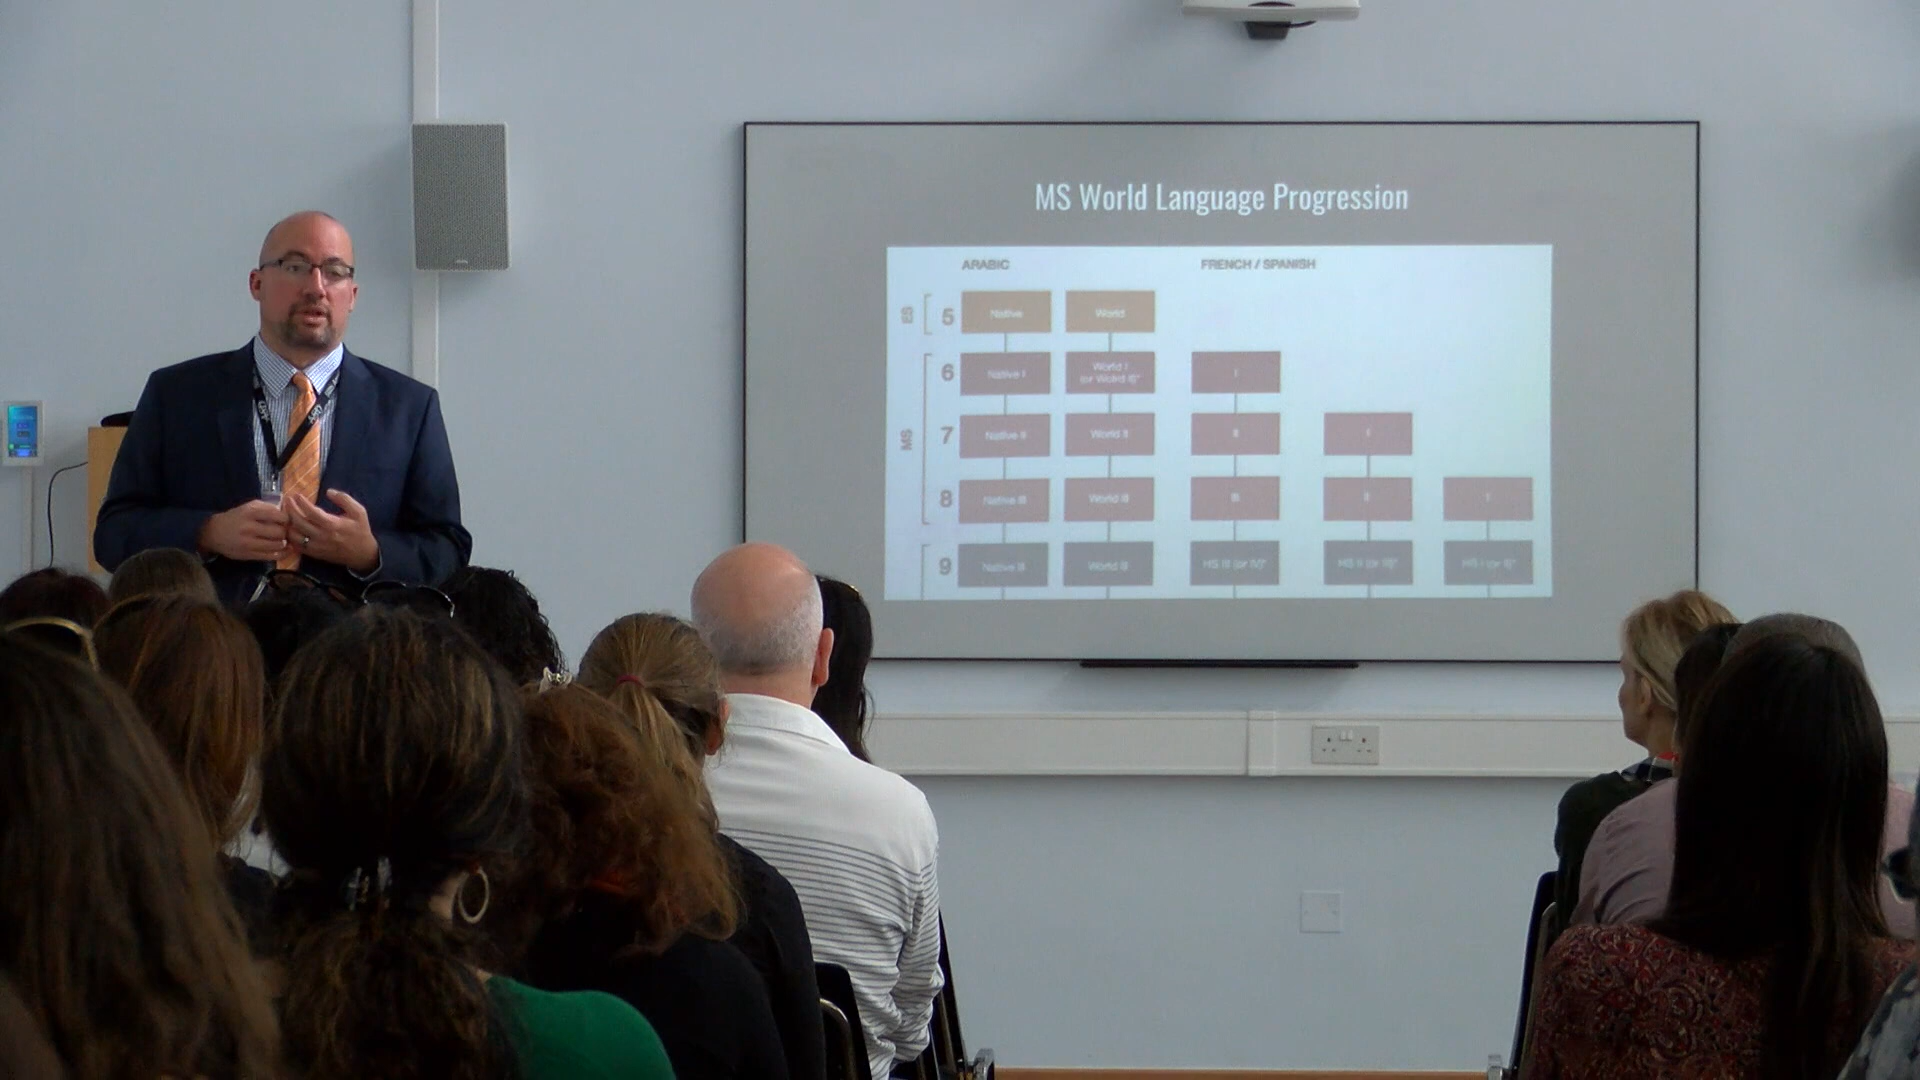 MS World Language Progression
ARABIC FRENCH / SPANISH
ES 5 Native World
6 Native I World I I
(or Wolrd II)*
MS 7 Native II World II II I
8 Native III World III III II I
9 Native III World III HS III (or IV)* HS II (or III)* HS I (or II)*